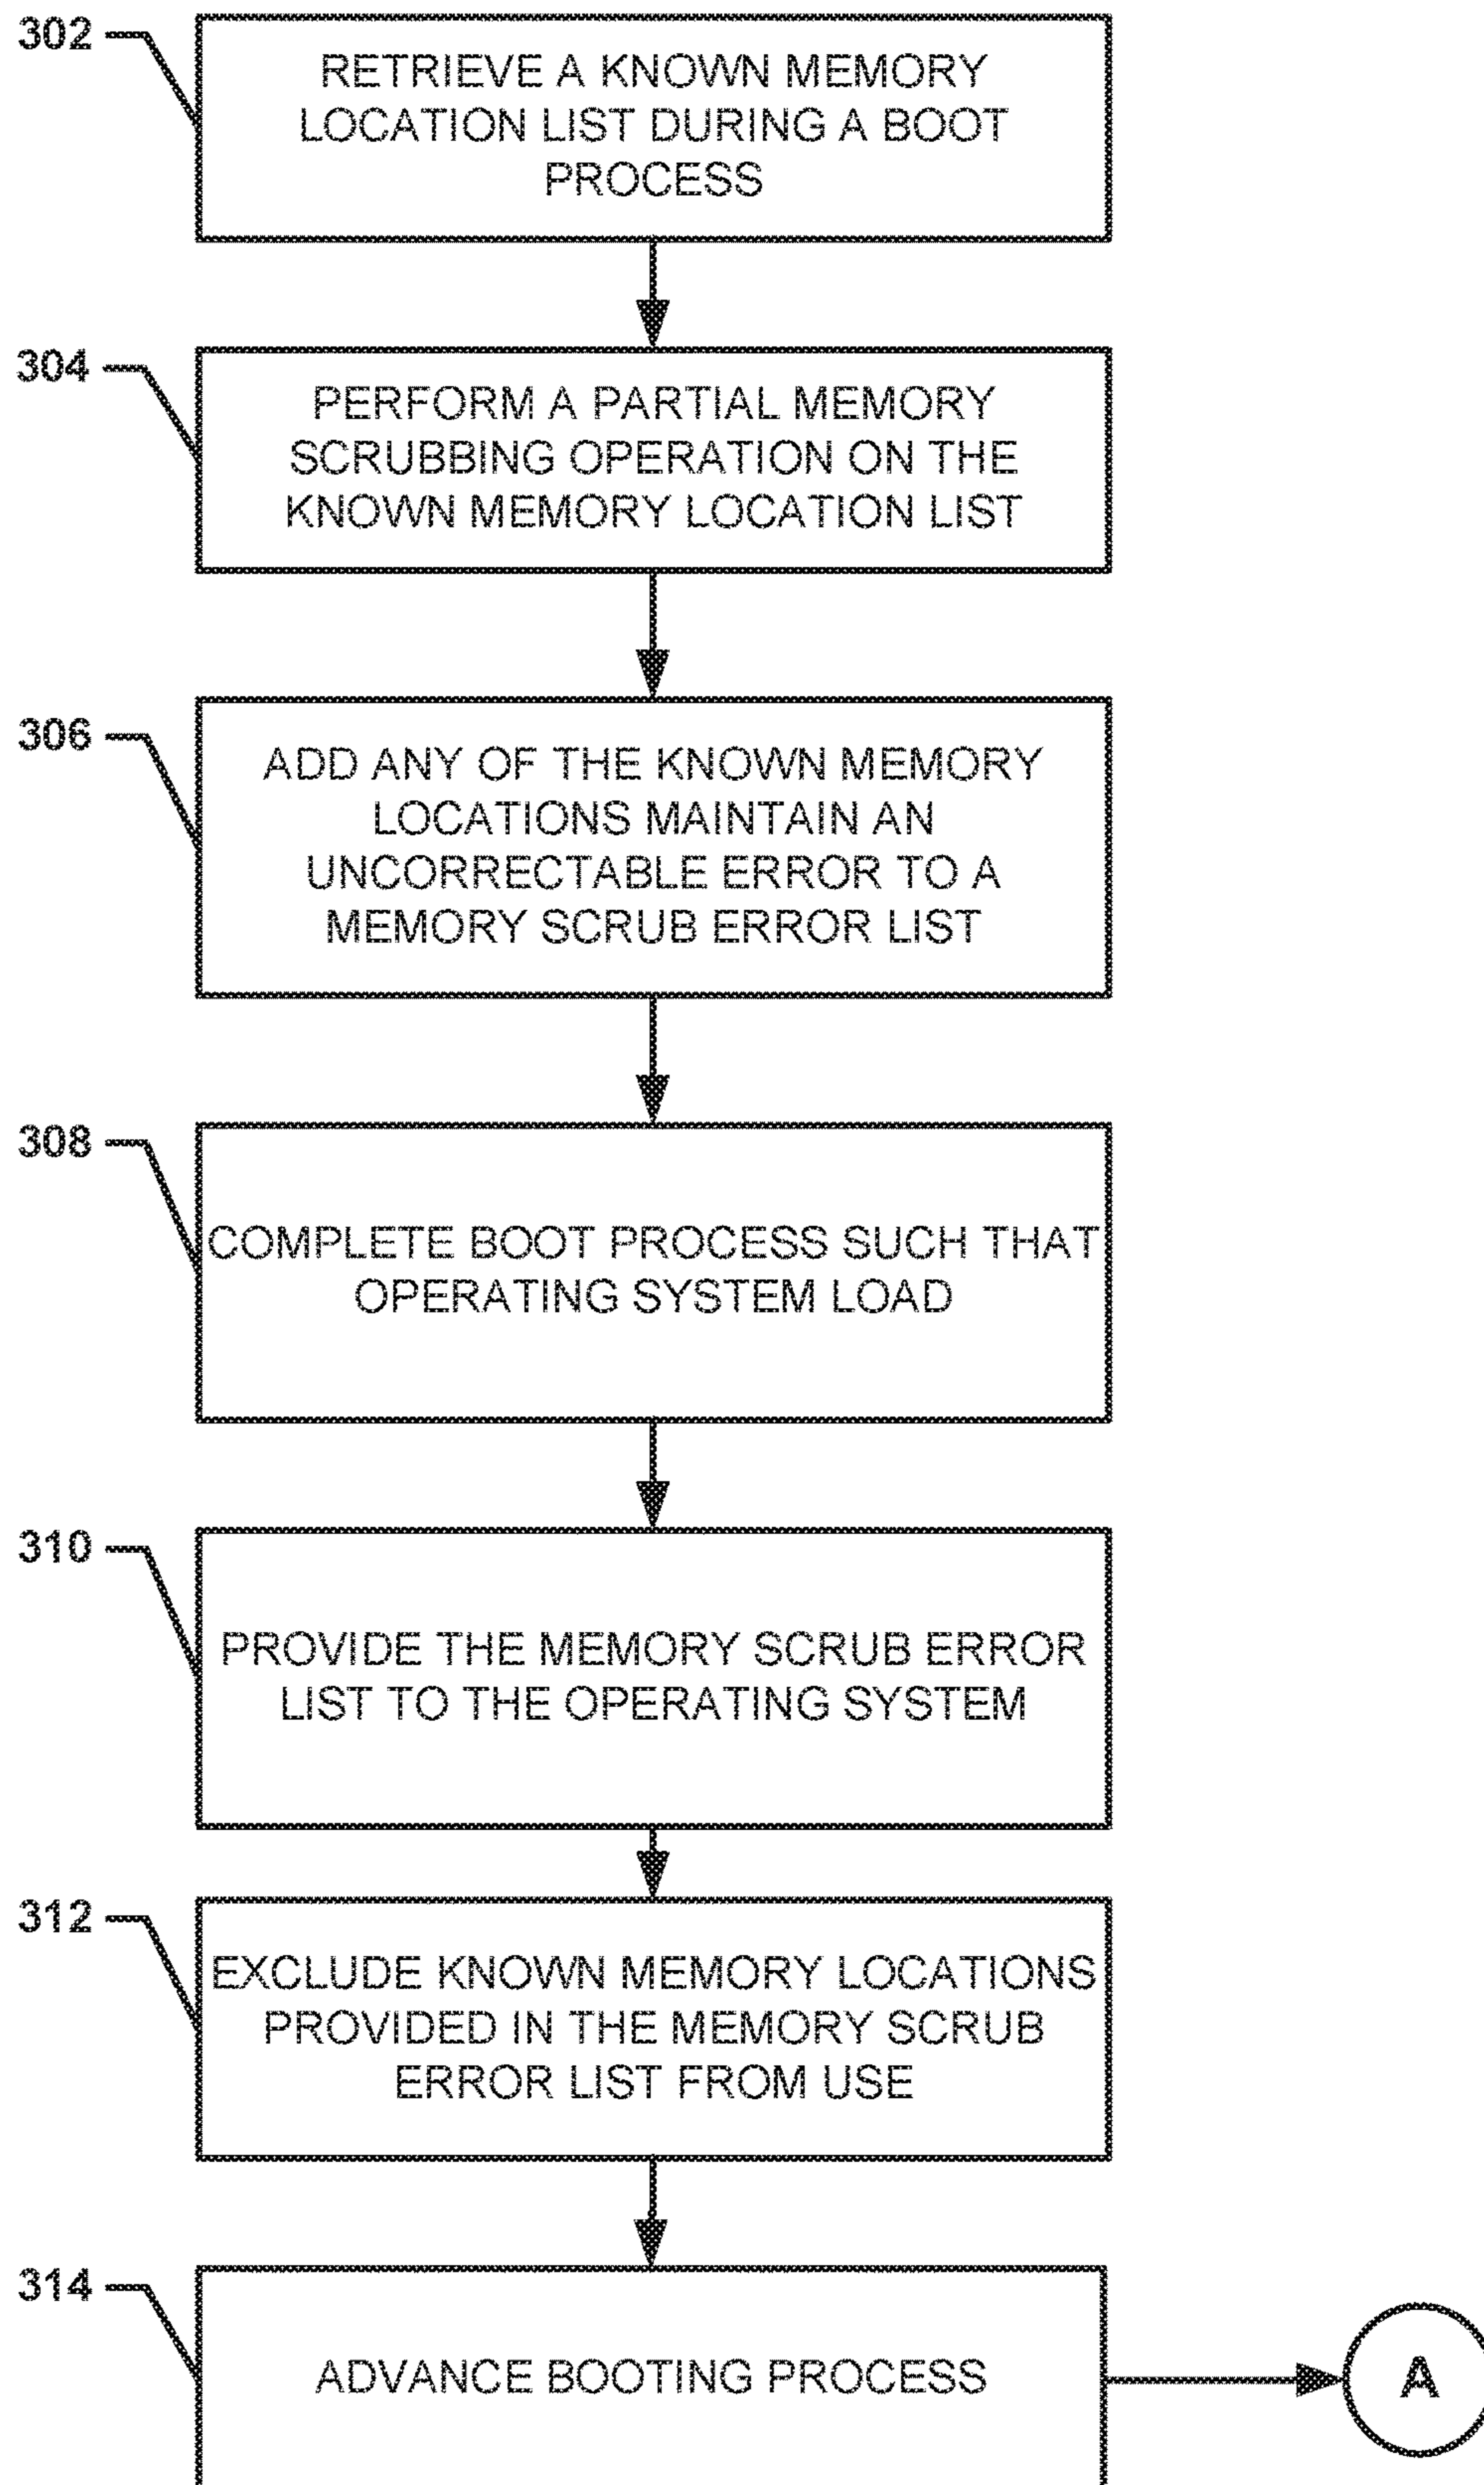 302
RETRIEVE A KNOWN MEMORY
LOCATION LIST DURING A BOOT
PROCESS
304
PERFORM A PARTIAL MEMORY
SCRUBBING OPERATION ON THE
KNOWN MEMORY LOCATION LIST
306
ADD ANY OF THE KNOWN MEMORY
LOCATIONS MAINTAIN AN
UNCORRECTABLE ERROR TO A
MEMORY SCRUB ERROR LIST
308
COMPLETE BOOT PROCESS SUCH THAT
OPERATING SYSTEM LOAD
310
PROVIDE THE MEMORY SCRUB ERROR
LIST TO THE OPERATING SYSTEM
312
EXCLUDE KNOWN MEMORY LOCATIONS
PROVIDED IN THE MEMORY SCRUB
ERROR LIST FROM USE
314
ADVANCE BOOTING PROCESS
A